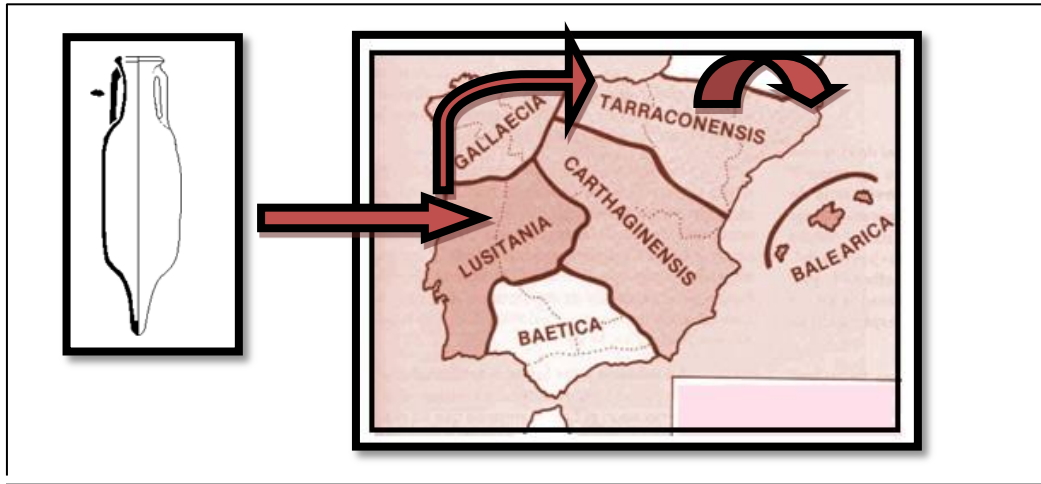 GALLAECIA
TARRACONENSIS
CARTHAGINENSIS
LUSITANIA
BALEARICA
BAETICA